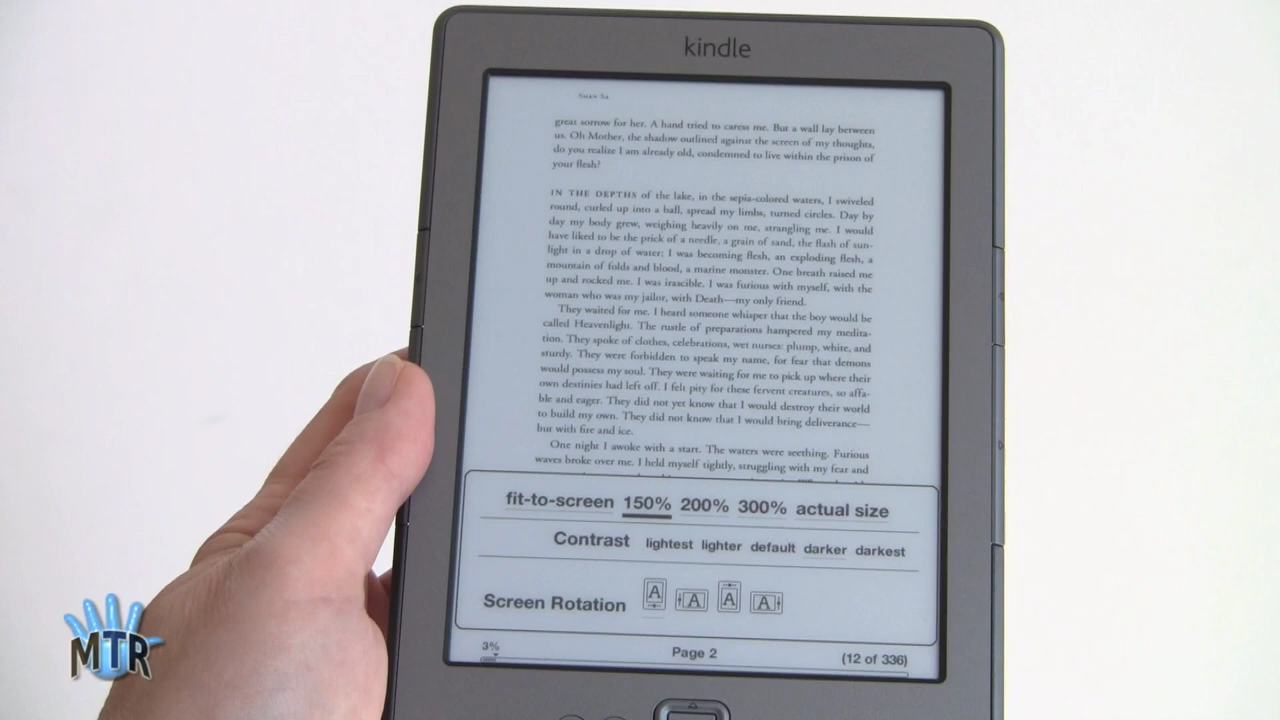 kindle
SHAN SA
great sorrow for her. A hand tried to caress me. But a wall lay between
us. Oh Mother, the shadow outlined against the screen of my thoughts,
do you realize I am already old, condemned to live within the prison of
your flesh?
IN THE DEPTHS of the lake, in the sepia-colored waters, I swiveled
round, curled up into a ball, spread my limbs, turned circles. Day by
day my body grew, weighing heavily on me, strangling me. I would
have liked to be the prick of a needle, a grain of sand, the flash of sun-
light in a drop of water; I was becoming flesh, an exploding flesh, a
mountain of folds and blood, a marine monster. One breath raised me
up and rocked me. I was irascible. I was furious with myself, with the
woman who was my jailor, with Death—my only friend.
They waited for me. I heard someone whisper that the boy would be
called Heavenlight. The rustle of preparations hampered my medita-
tion. They spoke of clothes, celebrations, wet nurses: plump, white, and
sturdy. They were forbidden to speak my name, for fear that demons
would possess my soul. They were waiting for me to pick up where their
own destinies had left off. I felt pity for these fervent creatures, so affa-
ble and eager. They did not yet know that I would destroy their world
to build my own. They did not know that I would bring deliverance—
but with fire and ice.
One night I awoke with a start. The waters were seething. Furious
waves broke over me. I held myself tightly, struggling with my fear and
fit-to-screen 150% 200% 300% actual size
Contrast lightest lighter default darker darkest
Screen Rotation A A A A
3% Page 2 (12 of 336)
MTR